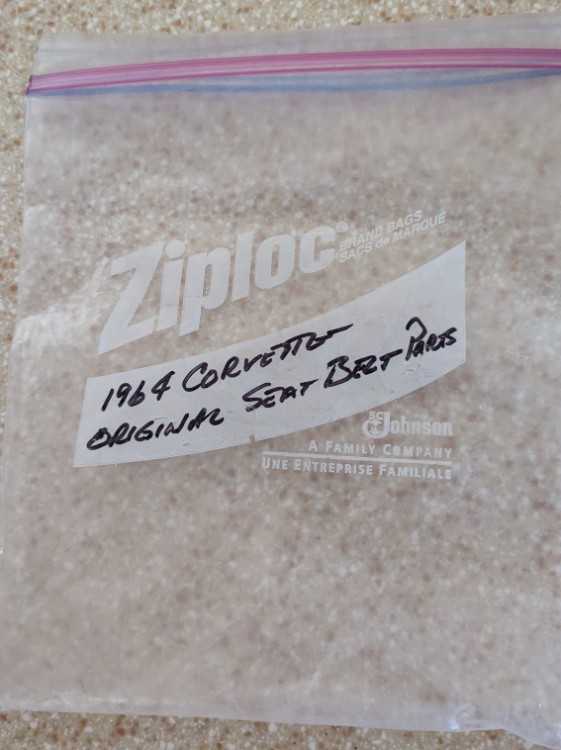 Ziploc®
BRAND BAGS
SACS de MARQUE
1964 CORVETTE
ORIGINAL SEAT BELT PARTS
SC Johnson
A FAMILY COMPANY
UNE ENTREPRISE FAMILIALE